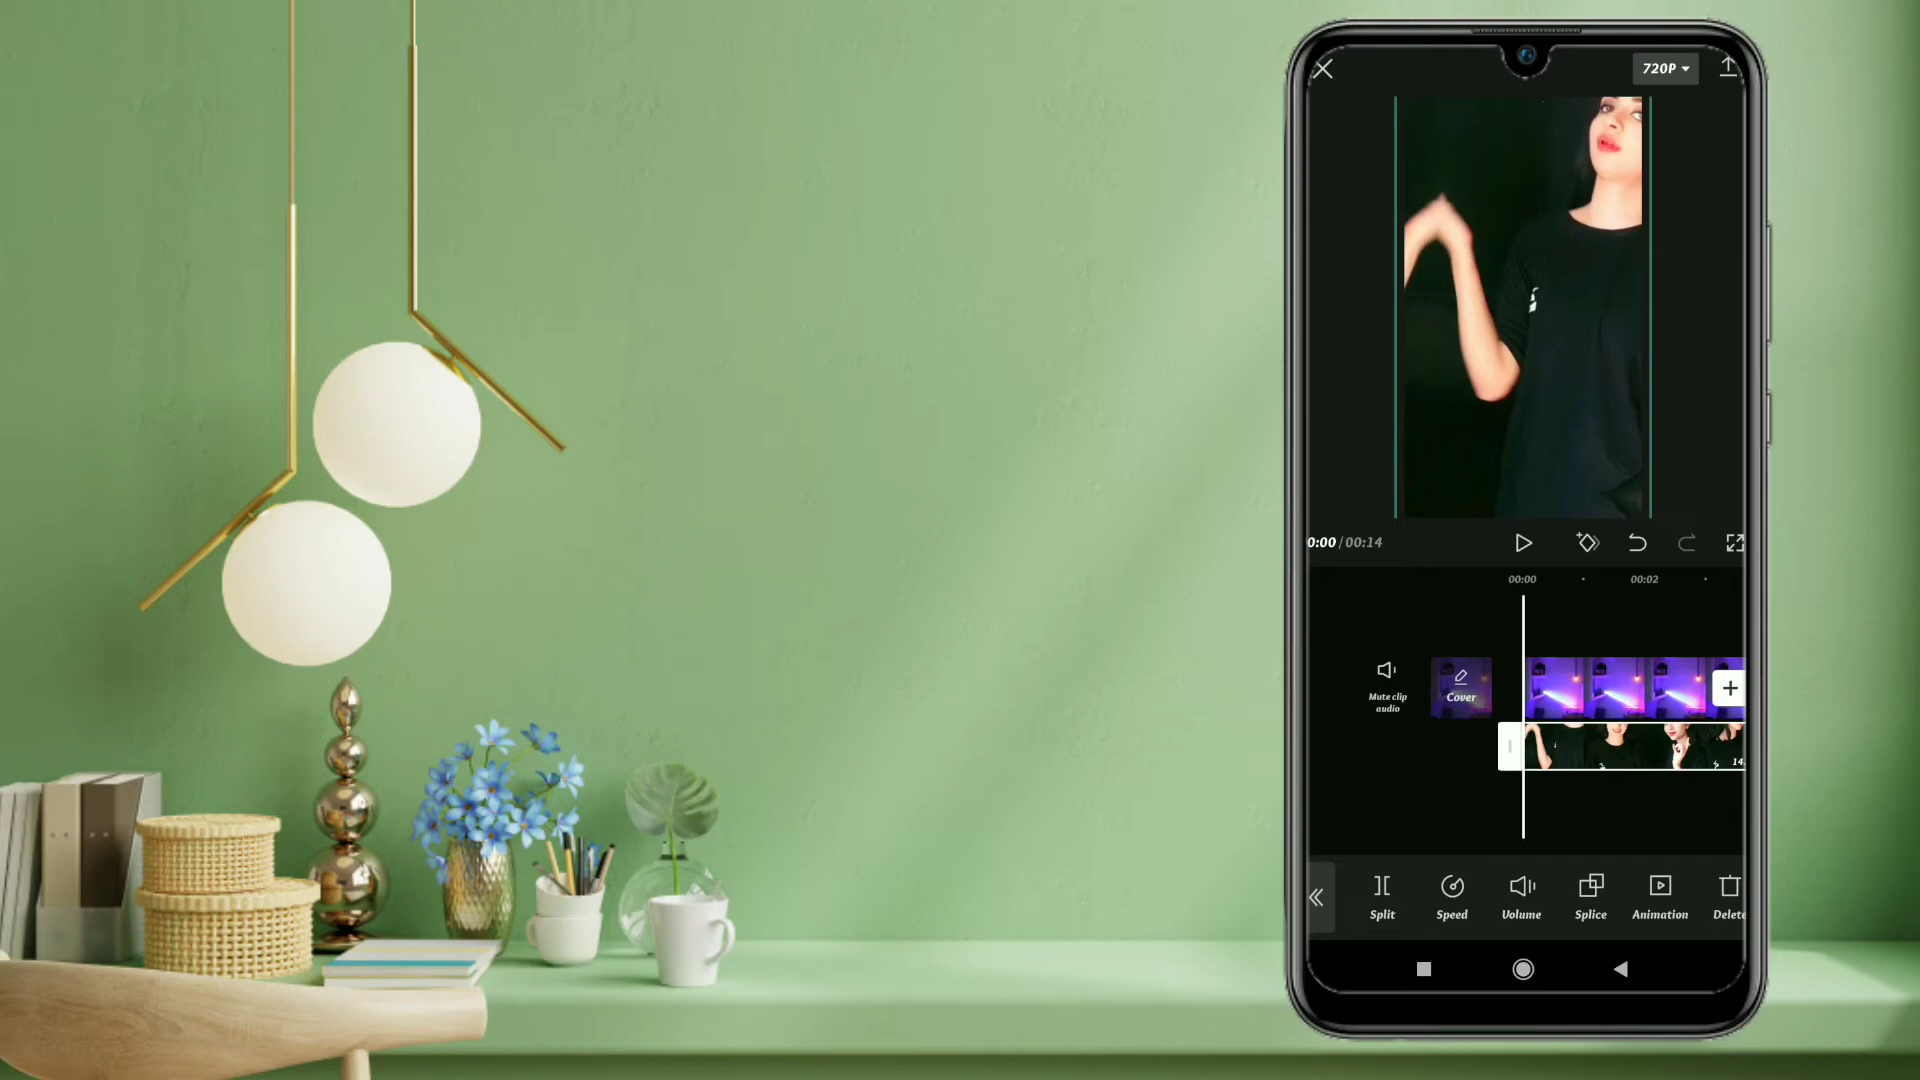 720P
0:00 / 00:14
00:00 00:02
Mute clip
audio
Cover
14
Split Speed Volume Splice Animation Delete